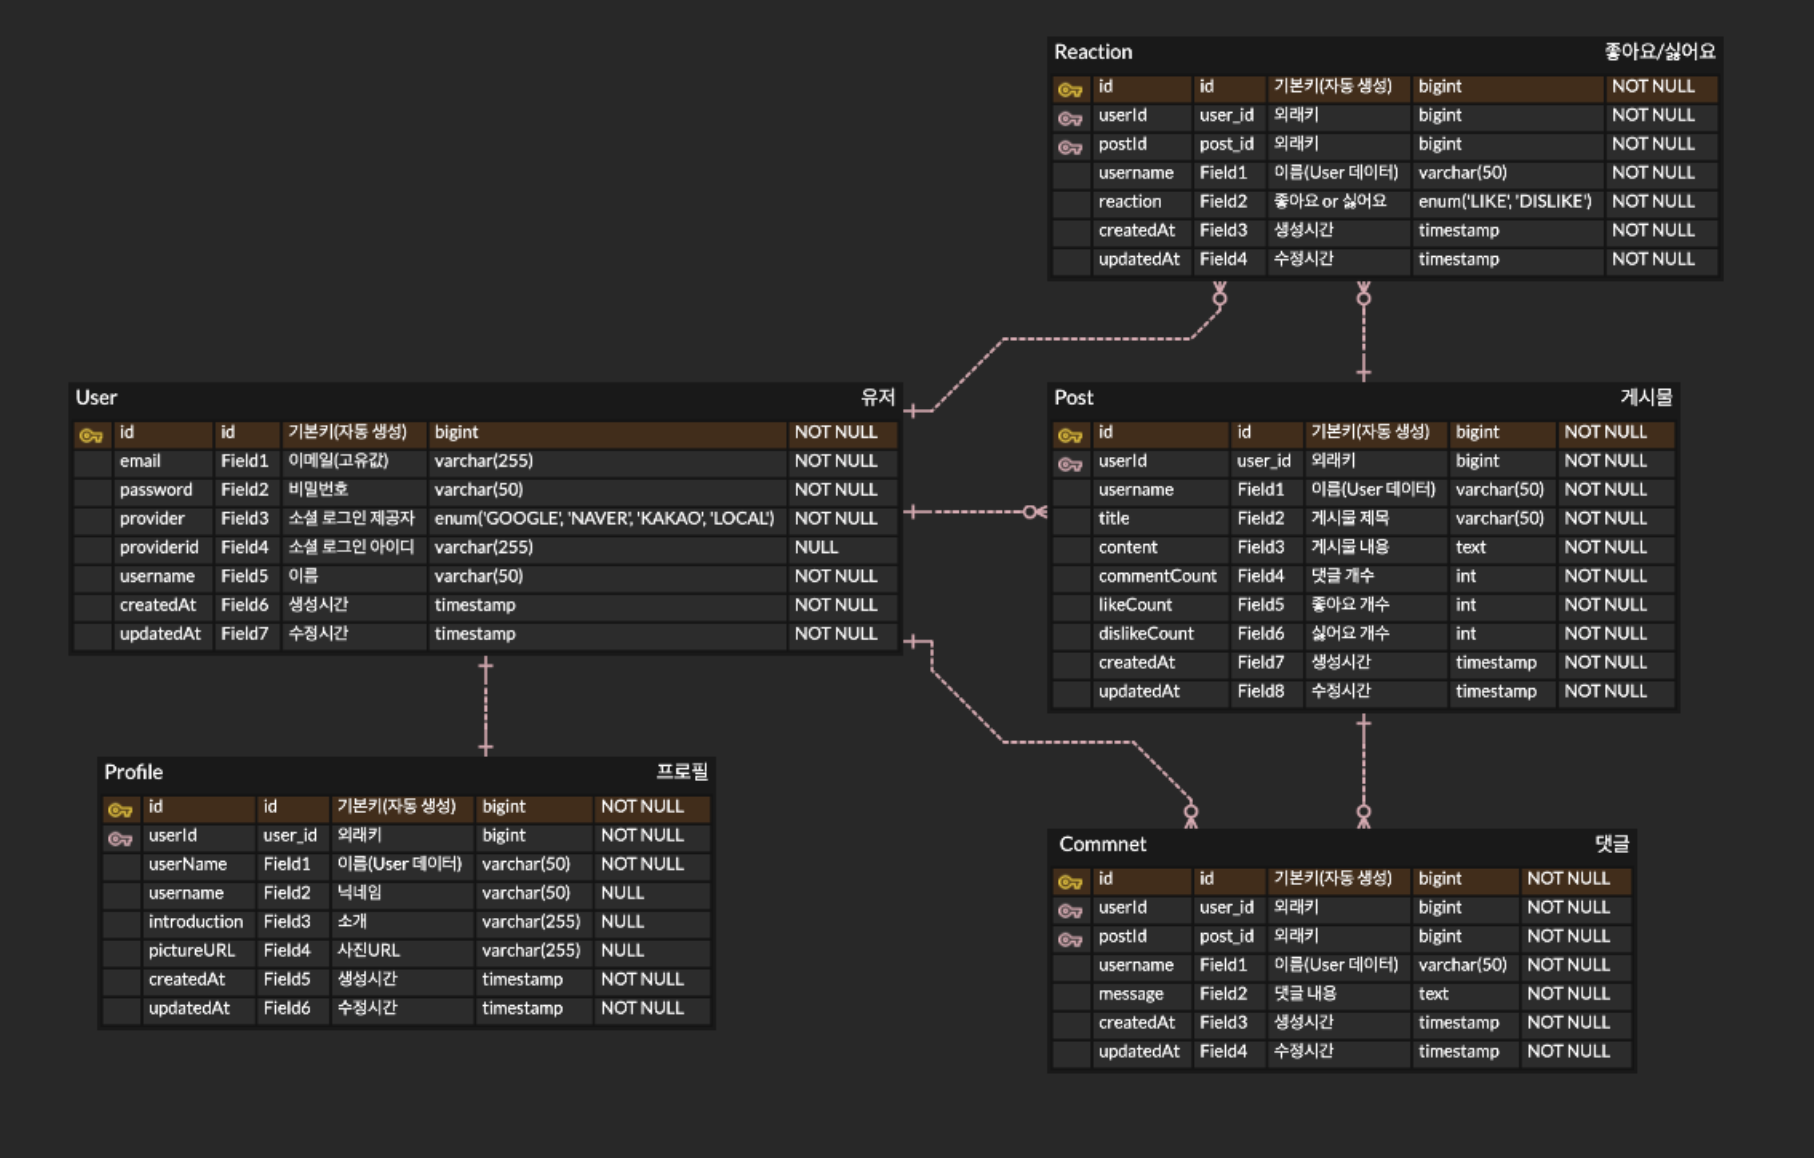 Reaction 좋아요/싫어요
id id 기본키(자동 생성) bigint NOT NULL
userId user_id 외래키 bigint NOT NULL
postId post_id 외래키 bigint NOT NULL
username Field1 이름(User 데이터) varchar(50) NOT NULL
reaction Field2 좋아요 or 싫어요 enum('LIKE', 'DISLIKE') NOT NULL
createdAt Field3 생성시간 timestamp NOT NULL
updatedAt Field4 수정시간 timestamp NOT NULL
User 유저
id id 기본키(자동 생성) bigint NOT NULL
email Field1 이메일(고유값) varchar(255) NOT NULL
password Field2 비밀번호 varchar(50) NOT NULL
provider Field3 소셜 로그인 제공자 enum('GOOGLE', 'NAVER', 'KAKAO', 'LOCAL') NOT NULL
providerid Field4 소셜 로그인 아이디 varchar(255) NULL
username Field5 이름 varchar(50) NOT NULL
createdAt Field6 생성시간 timestamp NOT NULL
updatedAt Field7 수정시간 timestamp NOT NULL
Post 게시물
id id 기본키(자동 생성) bigint NOT NULL
userId user_id 외래키 bigint NOT NULL
username Field1 이름(User 데이터) varchar(50) NOT NULL
title Field2 게시물 제목 varchar(50) NOT NULL
content Field3 게시물 내용 text NOT NULL
commentCount Field4 댓글 개수 int NOT NULL
likeCount Field5 좋아요 개수 int NOT NULL
dislikeCount Field6 싫어요 개수 int NOT NULL
createdAt Field7 생성시간 timestamp NOT NULL
updatedAt Field8 수정시간 timestamp NOT NULL
Profile 프로필
id id 기본키(자동 생성) bigint NOT NULL
userId user_id 외래키 bigint NOT NULL
userName Field1 이름(User 데이터) varchar(50) NOT NULL
username Field2 닉네임 varchar(50) NULL
introduction Field3 소개 varchar(255) NULL
pictureURL Field4 사진URL varchar(255) NULL
createdAt Field5 생성시간 timestamp NOT NULL
updatedAt Field6 수정시간 timestamp NOT NULL
Commnet 댓글
id id 기본키(자동 생성) bigint NOT NULL
userId user_id 외래키 bigint NOT NULL
postId post_id 외래키 bigint NOT NULL
username Field1 이름(User 데이터) varchar(50) NOT NULL
message Field2 댓글 내용 text NOT NULL
createdAt Field3 생성시간 timestamp NOT NULL
updatedAt Field4 수정시간 timestamp NOT NULL